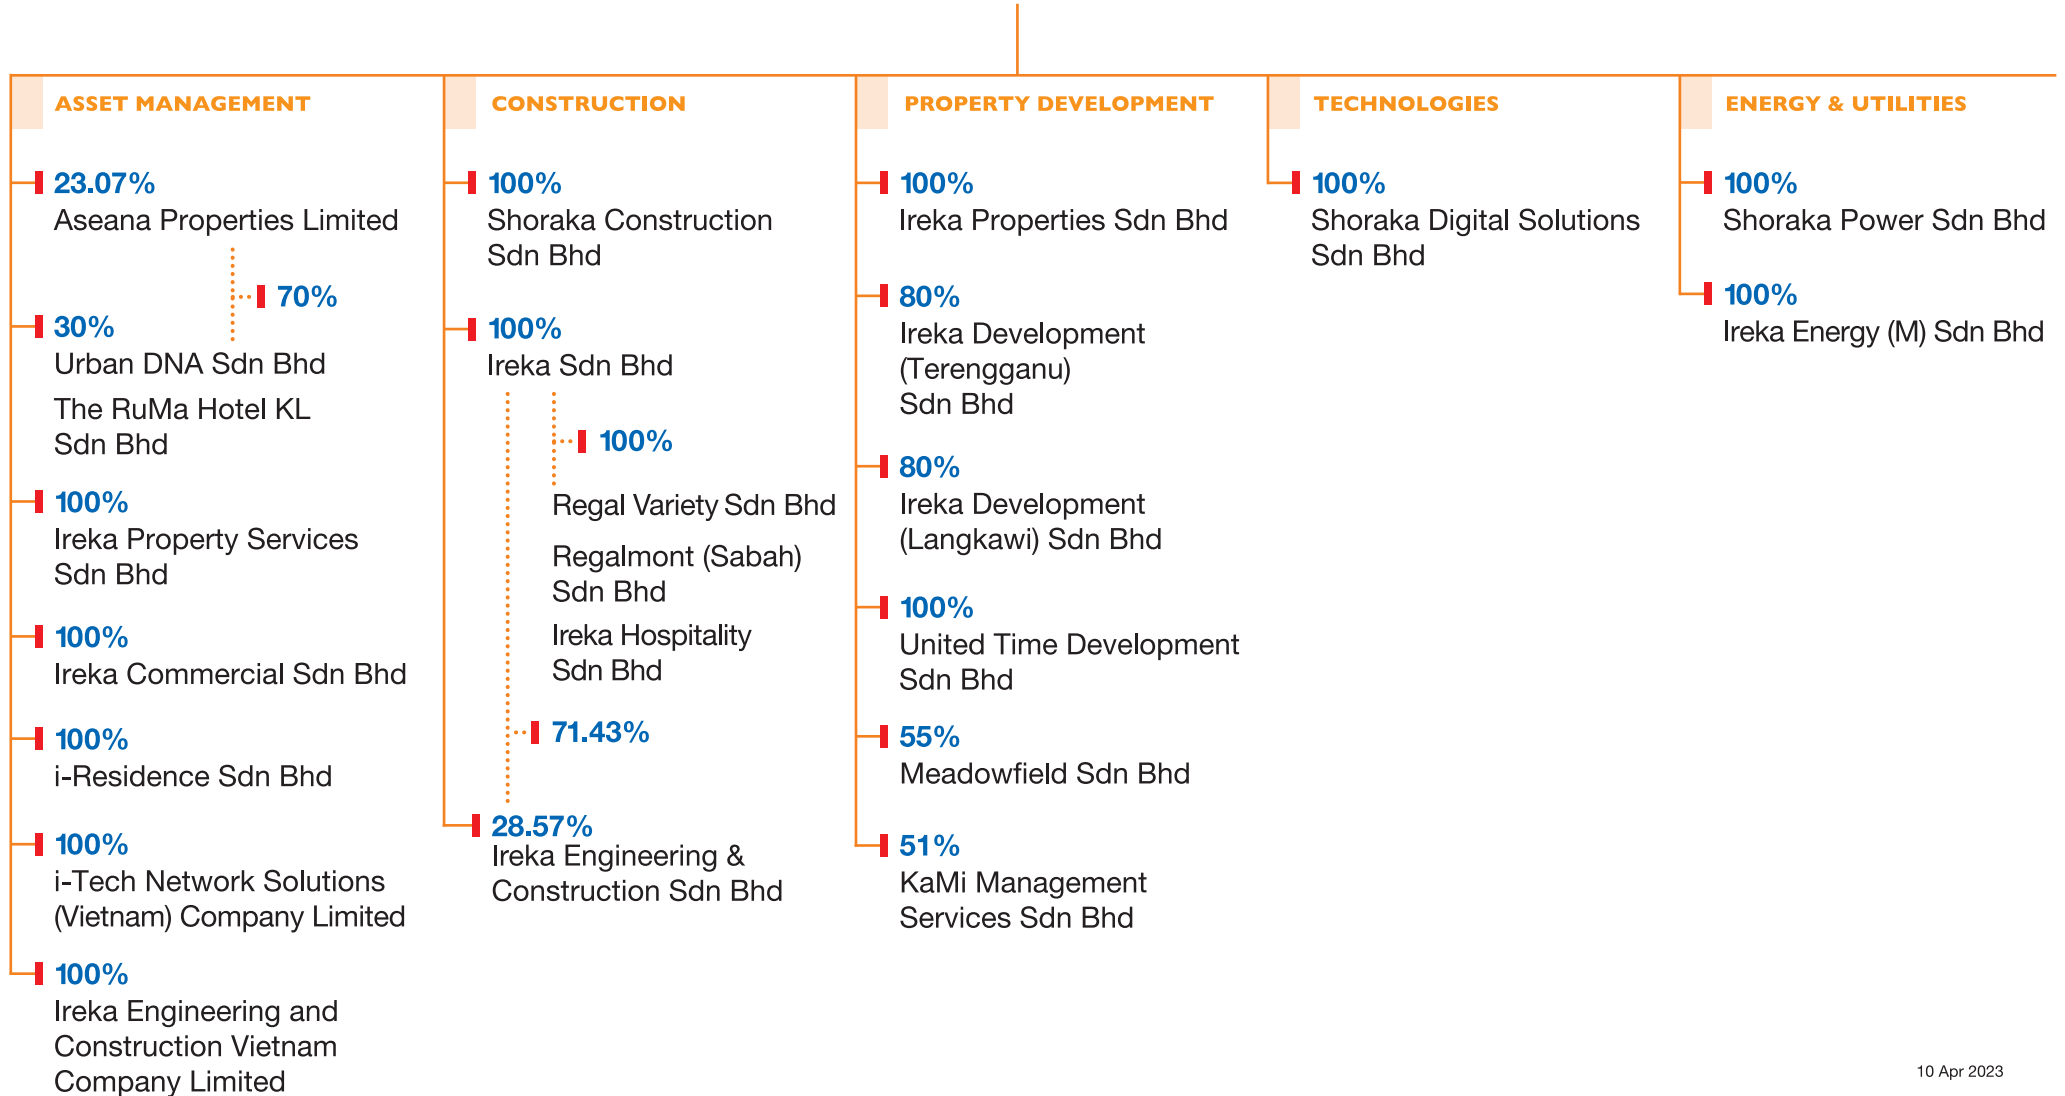 ASSET MANAGEMENT
23.07%
Aseana Properties Limited
70%
30%
Urban DNA Sdn Bhd
The RuMa Hotel KL
Sdn Bhd
100%
Ireka Property Services
Sdn Bhd
100%
Ireka Commercial Sdn Bhd
100%
i-Residence Sdn Bhd
100%
i-Tech Network Solutions
(Vietnam) Company Limited
100%
Ireka Engineering and
Construction Vietnam
Company Limited
CONSTRUCTION
100%
Shoraka Construction
Sdn Bhd
100%
Ireka Sdn Bhd
100%
Regal Variety Sdn Bhd
Regalmont (Sabah)
Sdn Bhd
Ireka Hospitality
Sdn Bhd
71.43%
28.57%
Ireka Engineering &
Construction Sdn Bhd
PROPERTY DEVELOPMENT
100%
Ireka Properties Sdn Bhd
80%
Ireka Development
(Terengganu)
Sdn Bhd
80%
Ireka Development
(Langkawi) Sdn Bhd
100%
United Time Development
Sdn Bhd
55%
Meadowfield Sdn Bhd
51%
KaMi Management
Services Sdn Bhd
TECHNOLOGIES
100%
Shoraka Digital Solutions
Sdn Bhd
ENERGY & UTILITIES
100%
Shoraka Power Sdn Bhd
100%
Ireka Energy (M) Sdn Bhd
10 Apr 2023